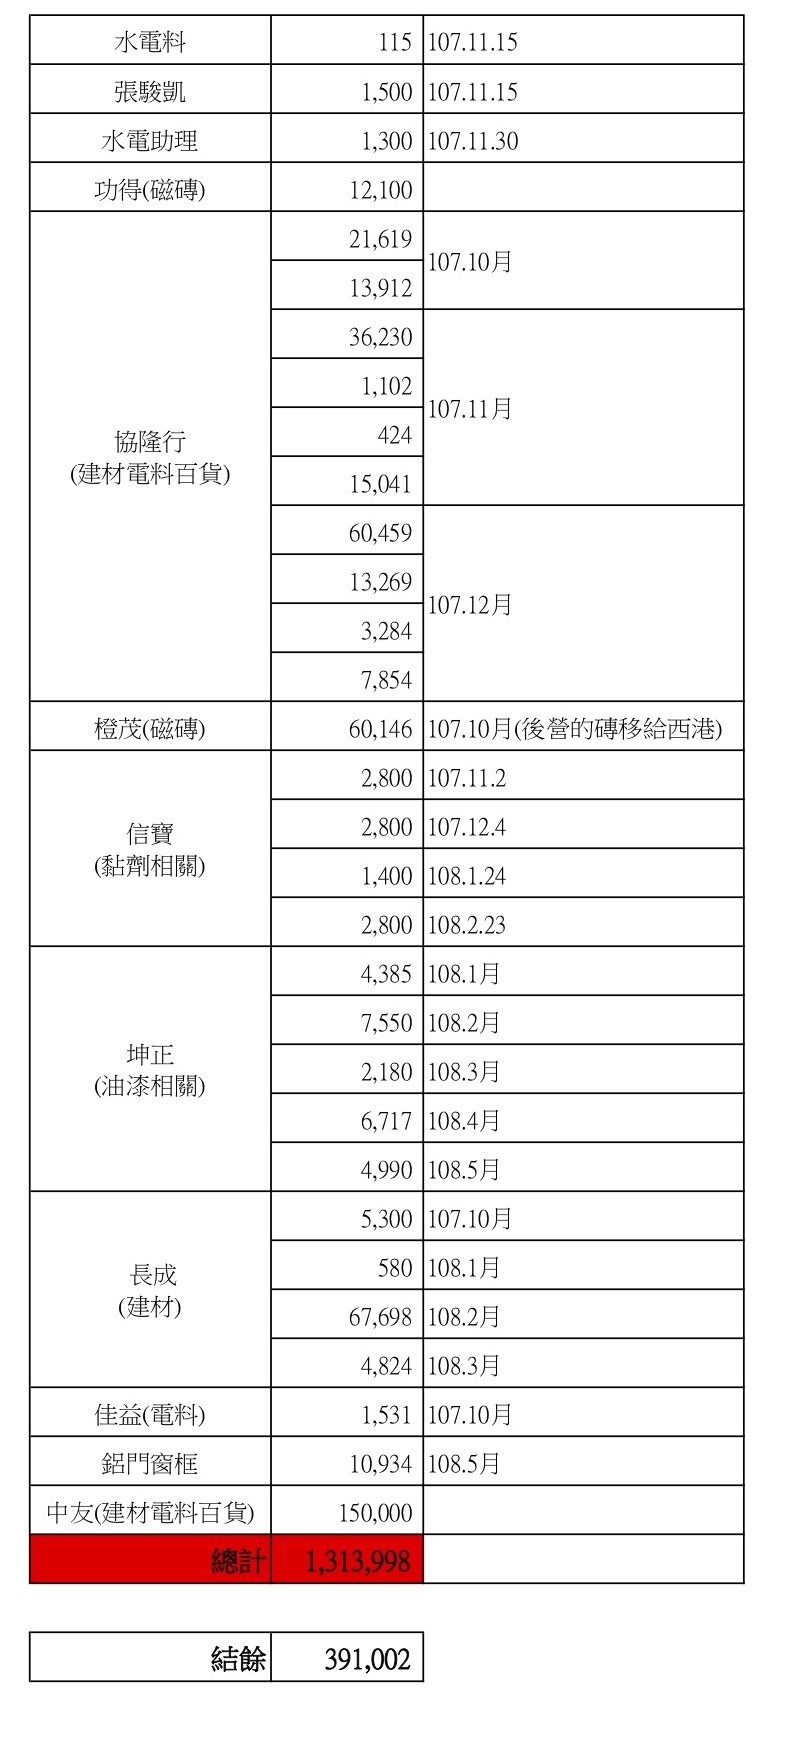 水電料 115 107.11.15
張駿凱 1,500 107.11.15
水電助理 1,300 107.11.30
功得(磁磚) 12,100
協隆行
(建材電料百貨)
21,619
13,912
107.10月
36,230
1,102
424
15,041
107.11月
60,459
13,269
3,284
7,854
107.12月
橙茂(磁磚) 60,146 107.10月(後營的磚移給西港)
信寶
(黏劑相關)
2,800 107.11.2
2,800 107.12.4
1,400 108.1.24
2,800 108.2.23
坤正
(油漆相關)
4,385 108.1月
7,550 108.2月
2,180 108.3月
6,717 108.4月
4,990 108.5月
長成
(建材)
5,300 107.10月
580 108.1月
67,698 108.2月
4,824 108.3月
佳益(電料) 1,531 107.10月
鋁門窗框 10,934 108.5月
中友(建材電料百貨) 150,000
總計 1,313,998
結餘 391,002